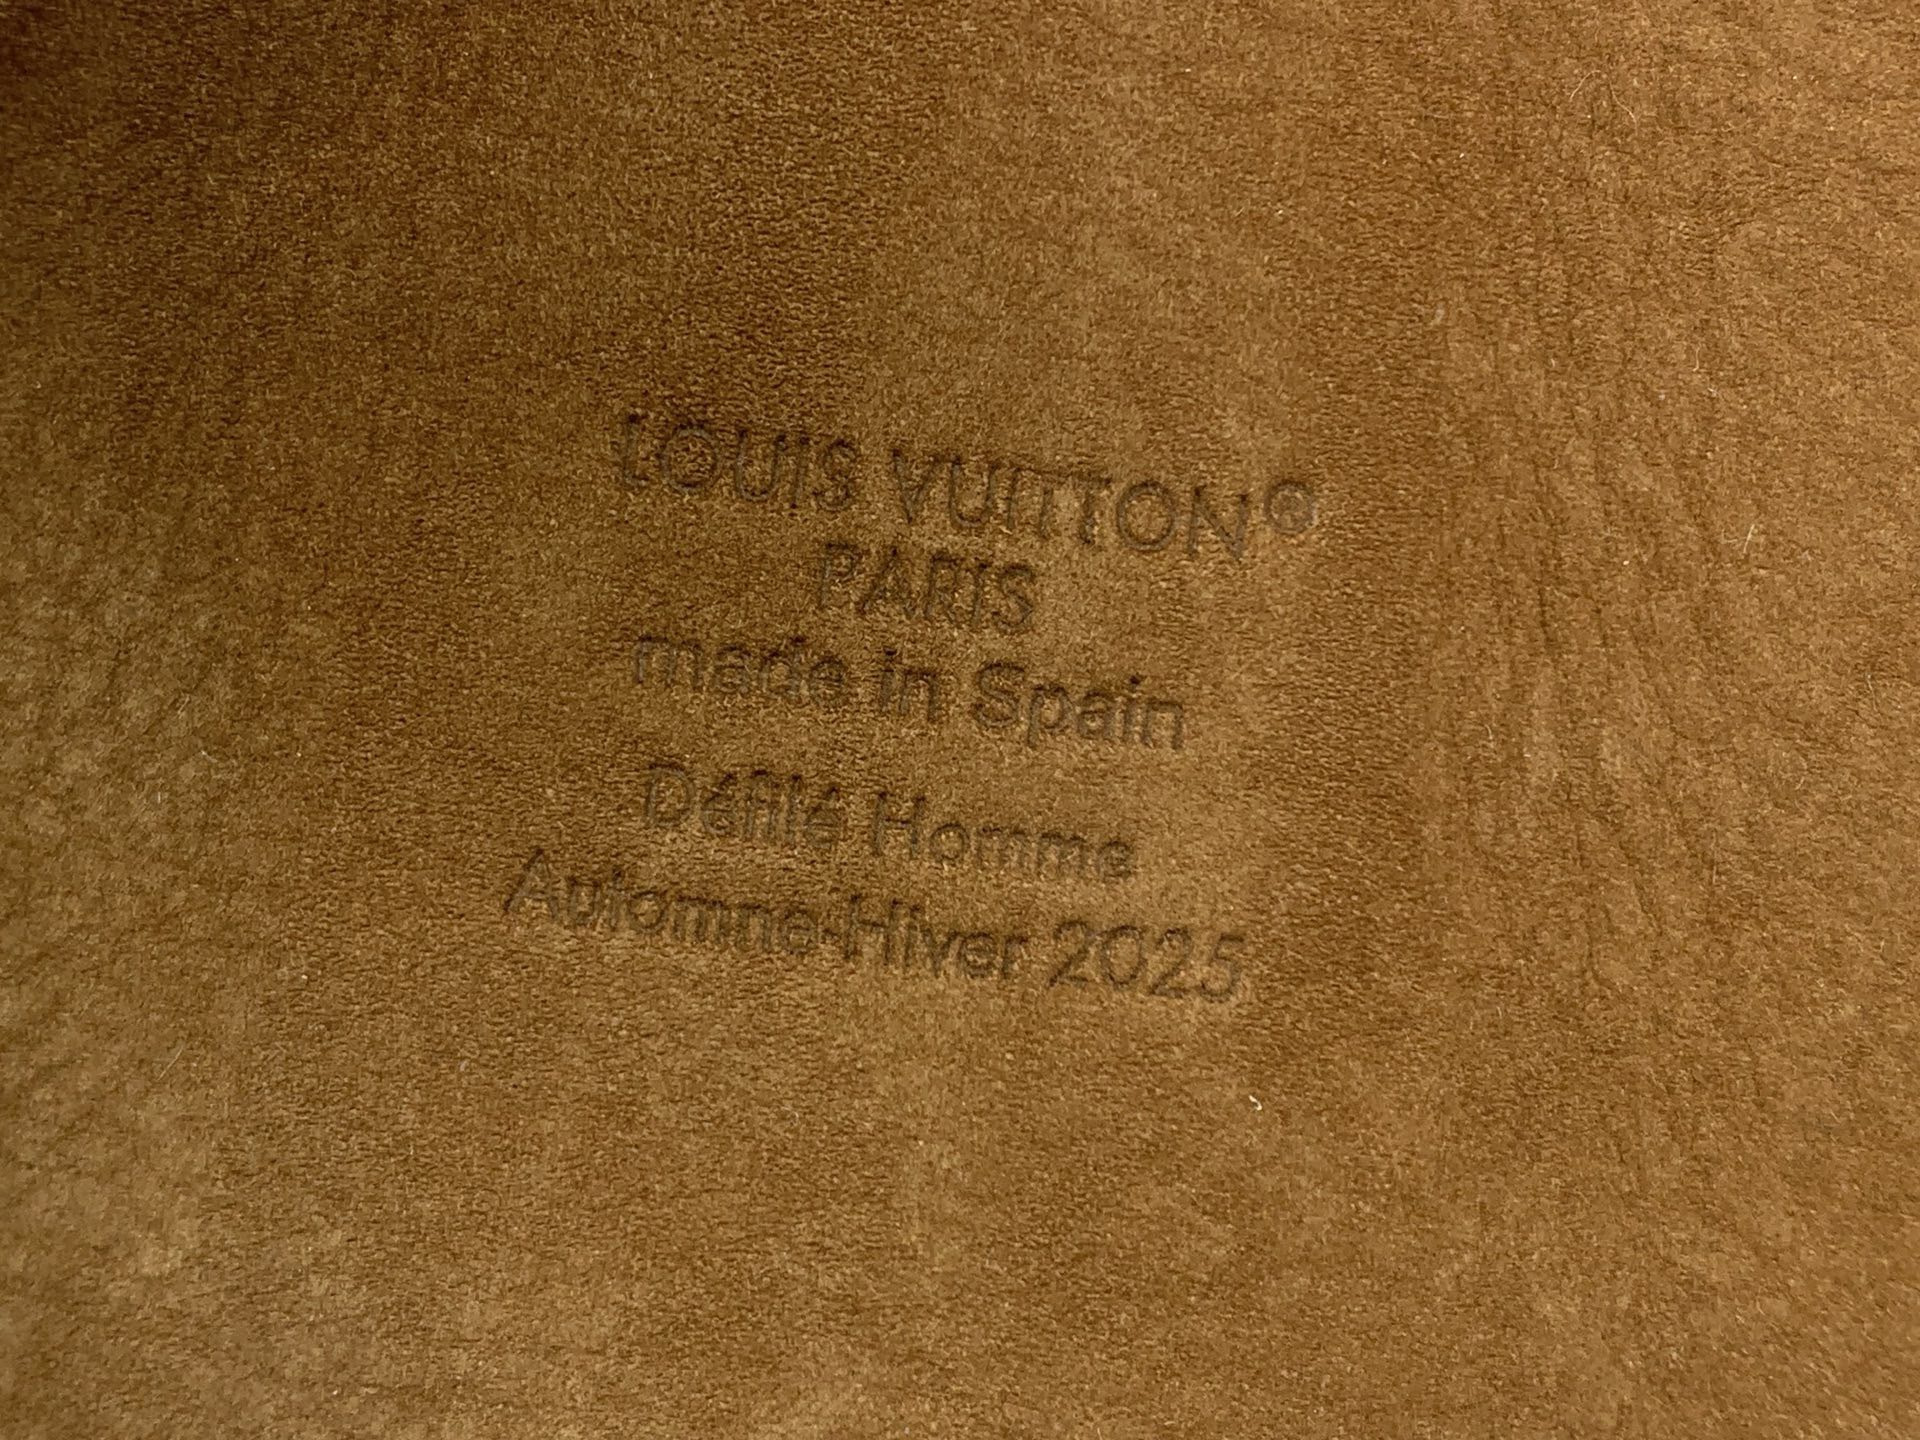 LOUIS VUITTON®
PARIS
made in Spain
Défilé Homme
Automne-Hiver 2025